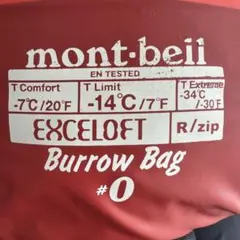 mont-bell
EN TESTED
T Comfort T Limit T Extreme
-7℃/20℉ -14℃/7℉ -34℃/-30℉
EXCELOFT R/zip
Burrow Bag
#0